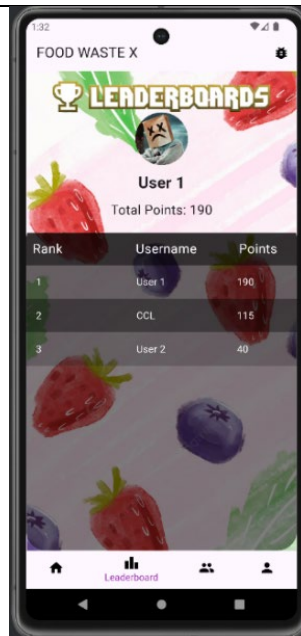 1:32
FOOD WASTE X
LEADERBOARDS
User 1
Total Points: 190
Rank Username Points
1 User 1 190
2 CCL 115
3 User 2 40
Leaderboard